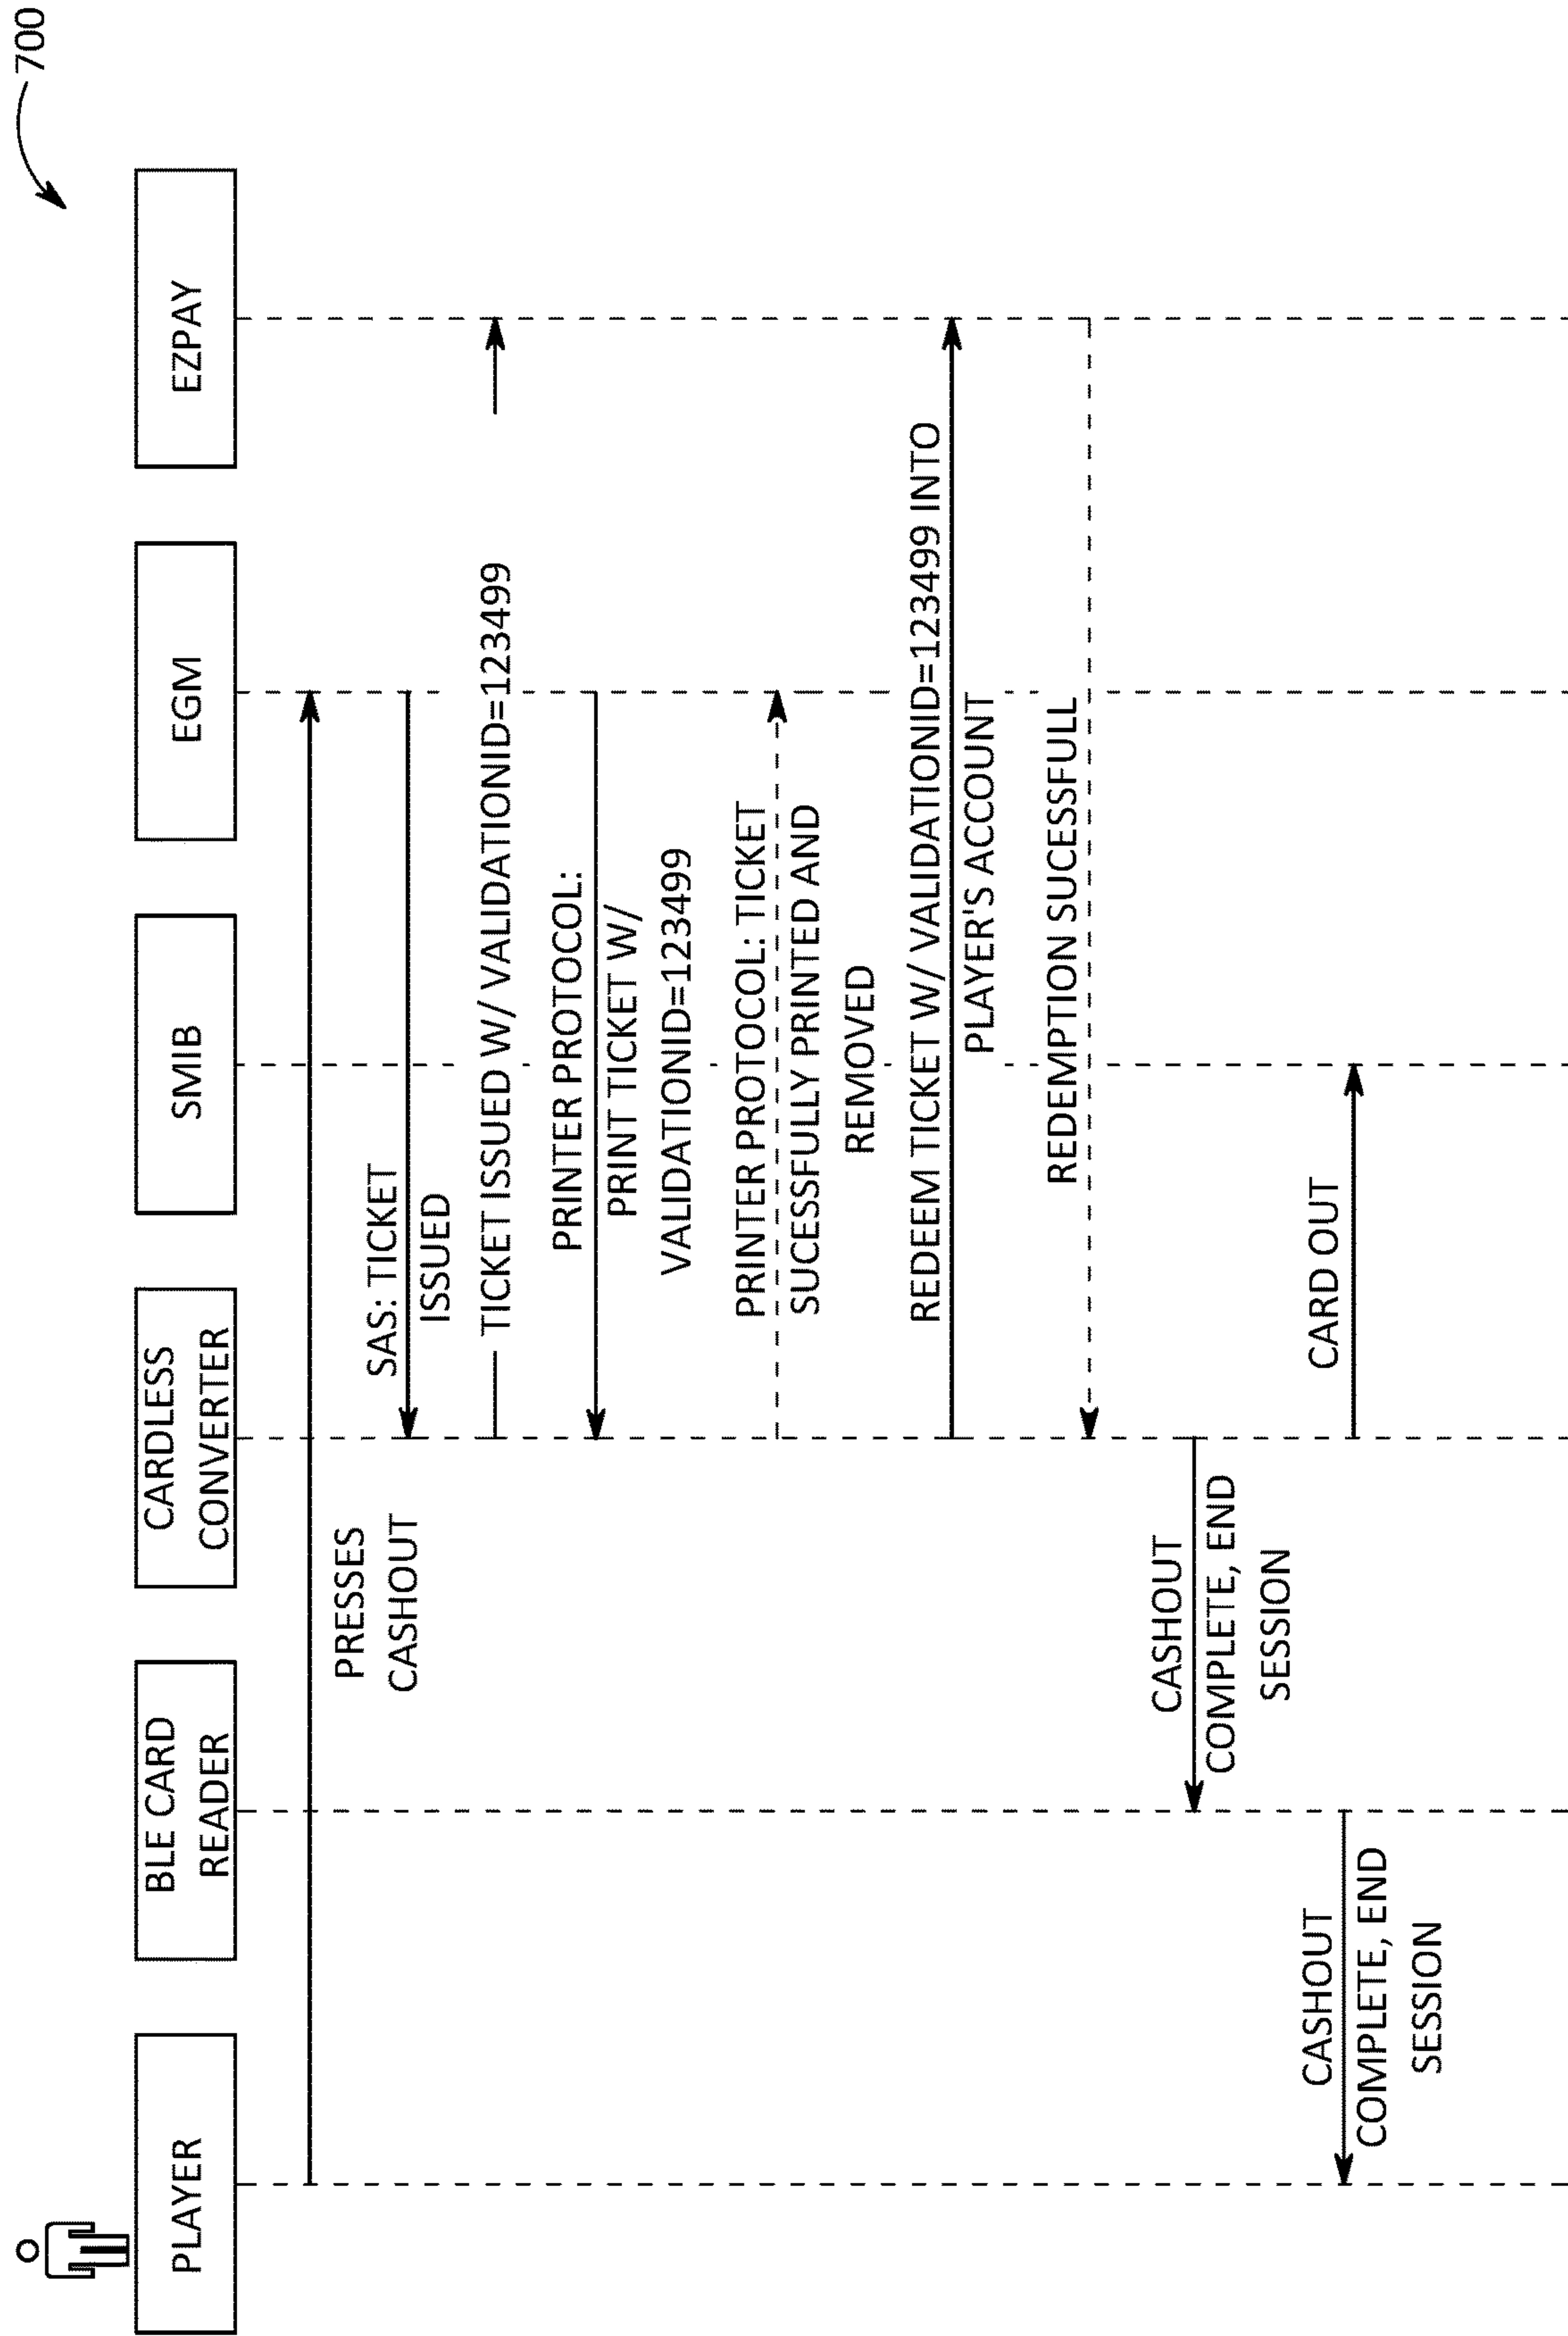 700
PLAYER
BLE CARD
READER
CARDLESS
CONVERTER
SMIB
EGM
EZPAY
PRESSES
CASHOUT
SAS: TICKET
ISSUED
TICKET ISSUED W/ VALIDATIONID=123499
PRINTER PROTOCOL:
PRINT TICKET W/
VALIDATIONID=123499
PRINTER PROTOCOL: TICKET
SUCESSFULLY PRINTED AND
REMOVED
REDEEM TICKET W/ VALIDATIONID=123499 INTO
PLAYER'S ACCOUNT
REDEMPTION SUCESSFULL
CASHOUT
COMPLETE, END
SESSION
CARD OUT
CASHOUT
COMPLETE, END
SESSION